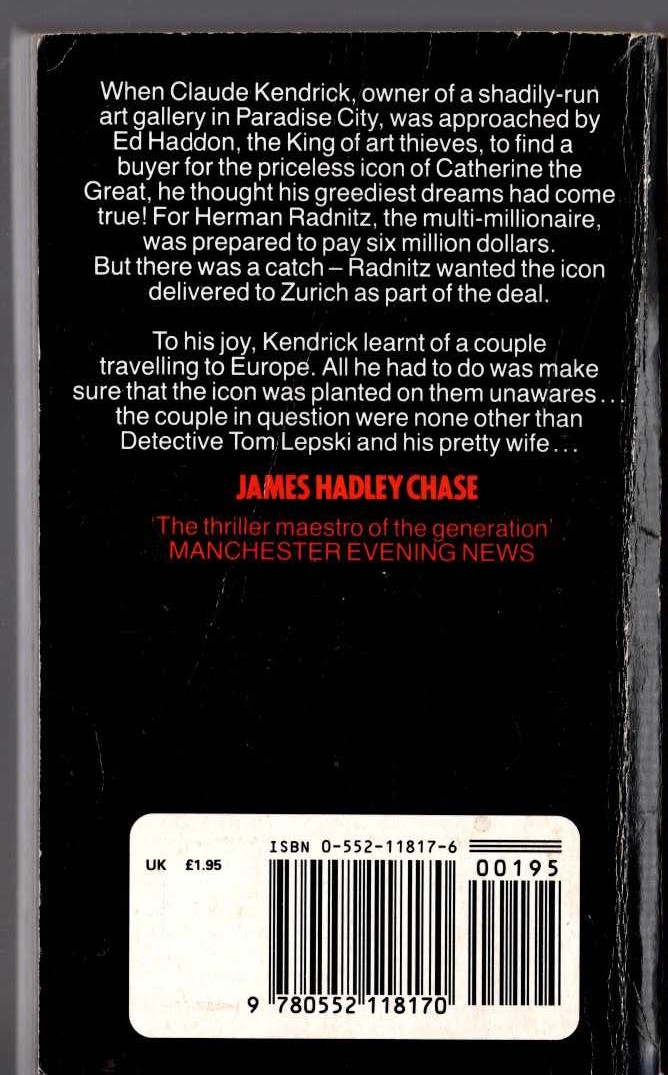 When Claude Kendrick, owner of a shadily-run
art gallery in Paradise City, was approached by
Ed Haddon, the King of art thieves, to find a
buyer for the priceless icon of Catherine the
Great, he thought his greediest dreams had come
true! For Herman Radnitz, the multi-millionaire,
was prepared to pay six million dollars.
But there was a catch – Radnitz wanted the icon
delivered to Zurich as part of the deal.
To his joy, Kendrick learnt of a couple
travelling to Europe. All he had to do was make
sure that the icon was planted on them unawares...
the couple in question were none other than
Detective Tom Lepski and his pretty wife...
JAMES HADLEY CHASE
'The thriller maestro of the generation'
MANCHESTER EVENING NEWS
ISBN 0-552-11817-6
UK £1.95
00195
9 780552 118170